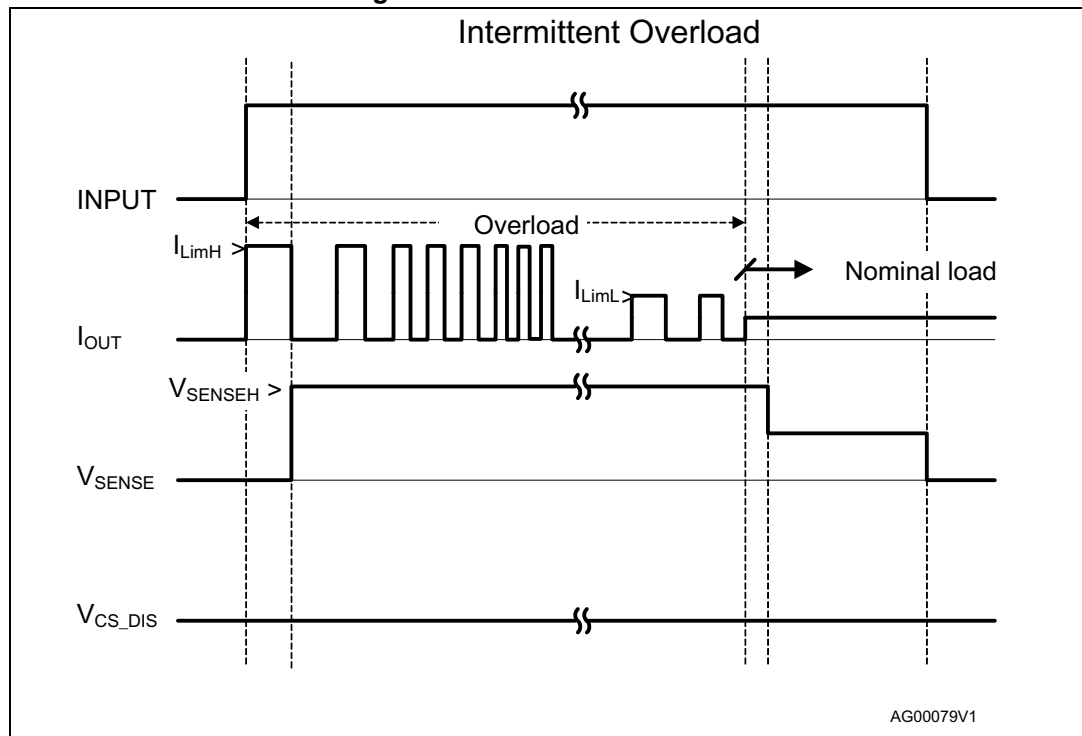 Intermittent Overload
INPUT
Overload
I_LimH >
Nominal load
I_LimL >
I_OUT
V_SENSEH >
V_SENSE
V_CS_DIS
AG00079V1